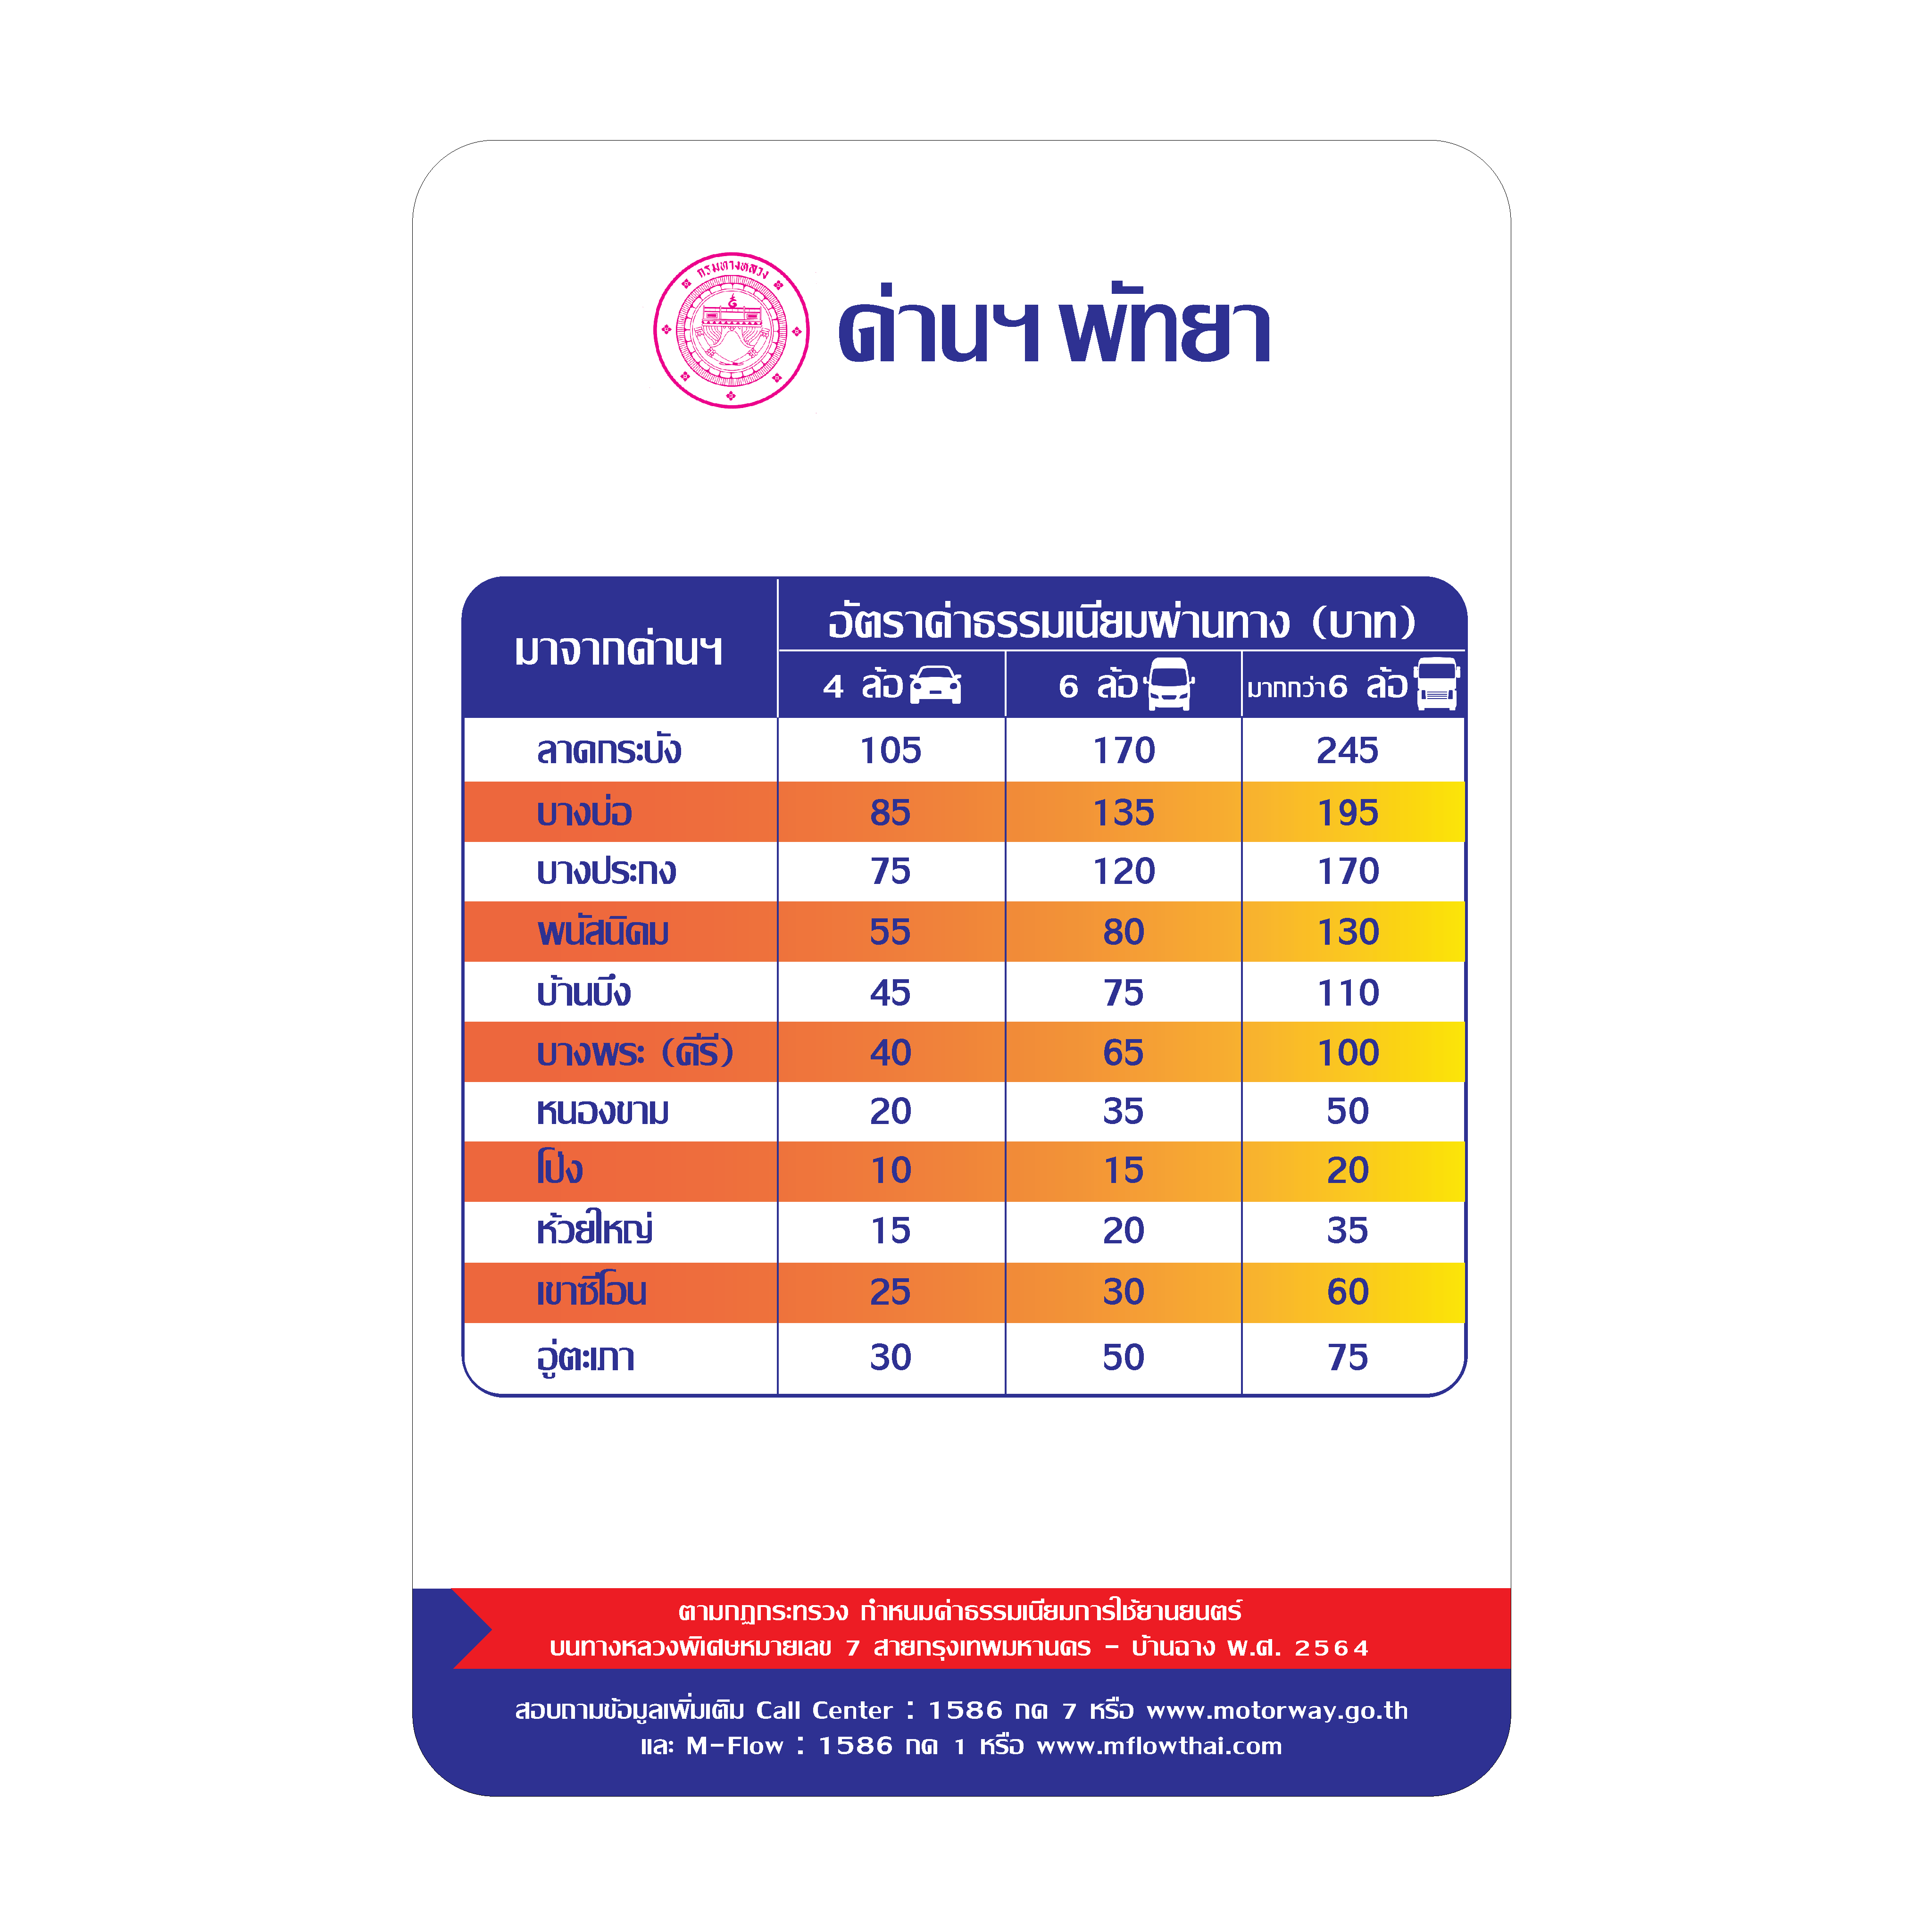 กรมทางหลวง
ด่านฯ พัทยา
มาจากด่านฯ
อัตราค่าธรรมเนียมผ่านทาง (บาท)
4 ล้อ
6 ล้อ
มากกว่า 6 ล้อ
ลาดกระบัง 105 170 245
บางบ่อ 85 135 195
บางปะกง 75 120 170
พนัสนิคม 55 80 130
บ้านบึง 45 75 110
บางพระ (คีรี) 40 65 100
หนองขาม 20 35 50
โป่ง 10 15 20
ห้วยใหญ่ 15 20 35
เขาชีโอน 25 30 60
อู่ตะเภา 30 50 75
ตามกฎกระทรวง กำหนดค่าธรรมเนียมการใช้ยานยนตร์
บนทางหลวงพิเศษหมายเลข 7 สายกรุงเทพมหานคร - บ้านฉาง พ.ศ. 2564
สอบถามข้อมูลเพิ่มเติม Call Center : 1586 กด 7 หรือ www.motorway.go.th
และ M-Flow : 1586 กด 1 หรือ www.mflowthai.com